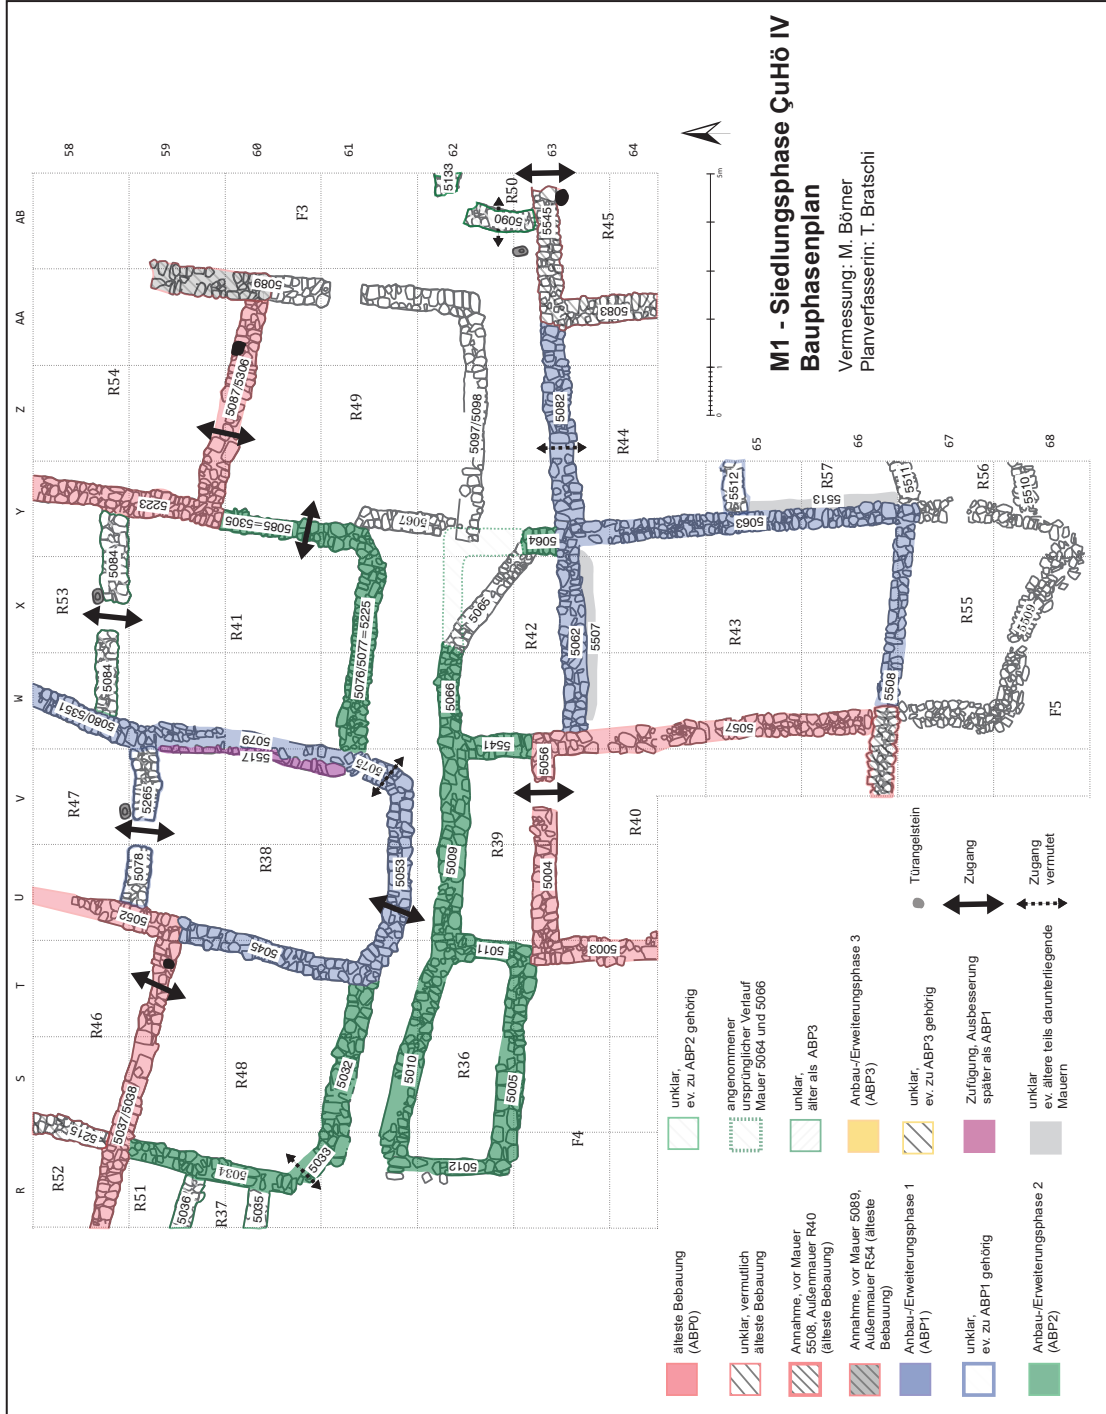 M1 - Siedlungsphase ÇuHö IV
Bauphasenplan
Vermessung: M. Börner
Planverfasserin: T. Bratschi
0
1
5m
R
S
T
U
V
W
X
Y
Z
AA
AB
58
59
60
61
62
63
64
65
66
67
68
R52
R46
R47
R53
R54
F3
R51
R37
R48
R38
R41
R49
R50
R36
R39
R42
R44
R45
F4
R40
R43
R57
R55
R56
F5
5215
5037/5038
5036
5035
5034
5033
5032
5052
5078
5265
5045
5053
5075
5517
5079
5080/5351
5084
5084
5223
5085=5305
5087/5306
5089
5076/5077=5225
5067
5097/5098
5133
5090
5545
5083
5082
5064
5065
5062
5507
5066
5541
5056
5009
5004
5011
5003
5010
5005
5012
5057
5063
5512
5513
5511
5510
5508
5509
älteste Bebauung
(ABP0)
unklar, vermutlich
älteste Bebauung
Annahme, vor Mauer
5508, Außenmauer R40
(älteste Bebauung)
Annahme, vor Mauer 5089,
Außenmauer R54 (älteste
Bebauung)
Anbau-/Erweiterungsphase 1
(ABP1)
unklar,
ev. zu ABP1 gehörig
Anbau-/Erweiterungsphase 2
(ABP2)
unklar,
ev. zu ABP2 gehörig
angenommener
ursprünglicher Verlauf
Mauer 5064 und 5066
unklar,
älter als ABP3
Anbau-/Erweiterungsphase 3
(ABP3)
unklar,
ev. zu ABP3 gehörig
Zufügung, Ausbesserung
später als ABP1
unklar
ev. ältere teils darunterliegende
Mauern
Türangelstein
Zugang
Zugang
vermutet